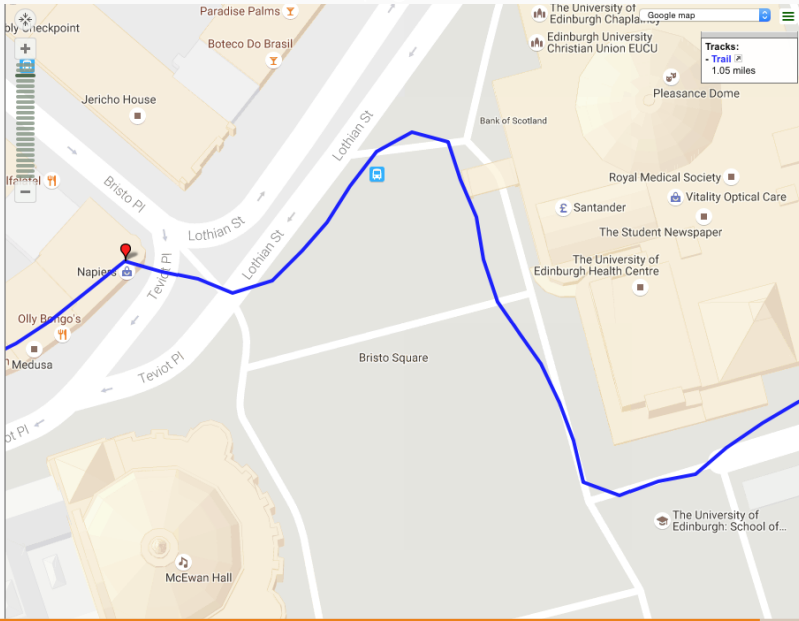 Paradise Palms
The University of
Edinburgh Chaplaincy
Google map
Edinburgh University
Christian Union EUCU
Boteco Do Brasil
Tracks:
- Trail
1.05 miles
Pleasance Dome
Jericho House
Lothian St
Bank of Scotland
Royal Medical Society
Bristo Pl
Vitality Optical Care
£ Santander
Lothian St
The Student Newspaper
Lothian St
The University of
Edinburgh Health Centre
Napiers
Teviot Pl
Olly Bongo's
Medusa
Bristo Square
Teviot Pl
ot Pl
The University of
Edinburgh: School of...
McEwan Hall